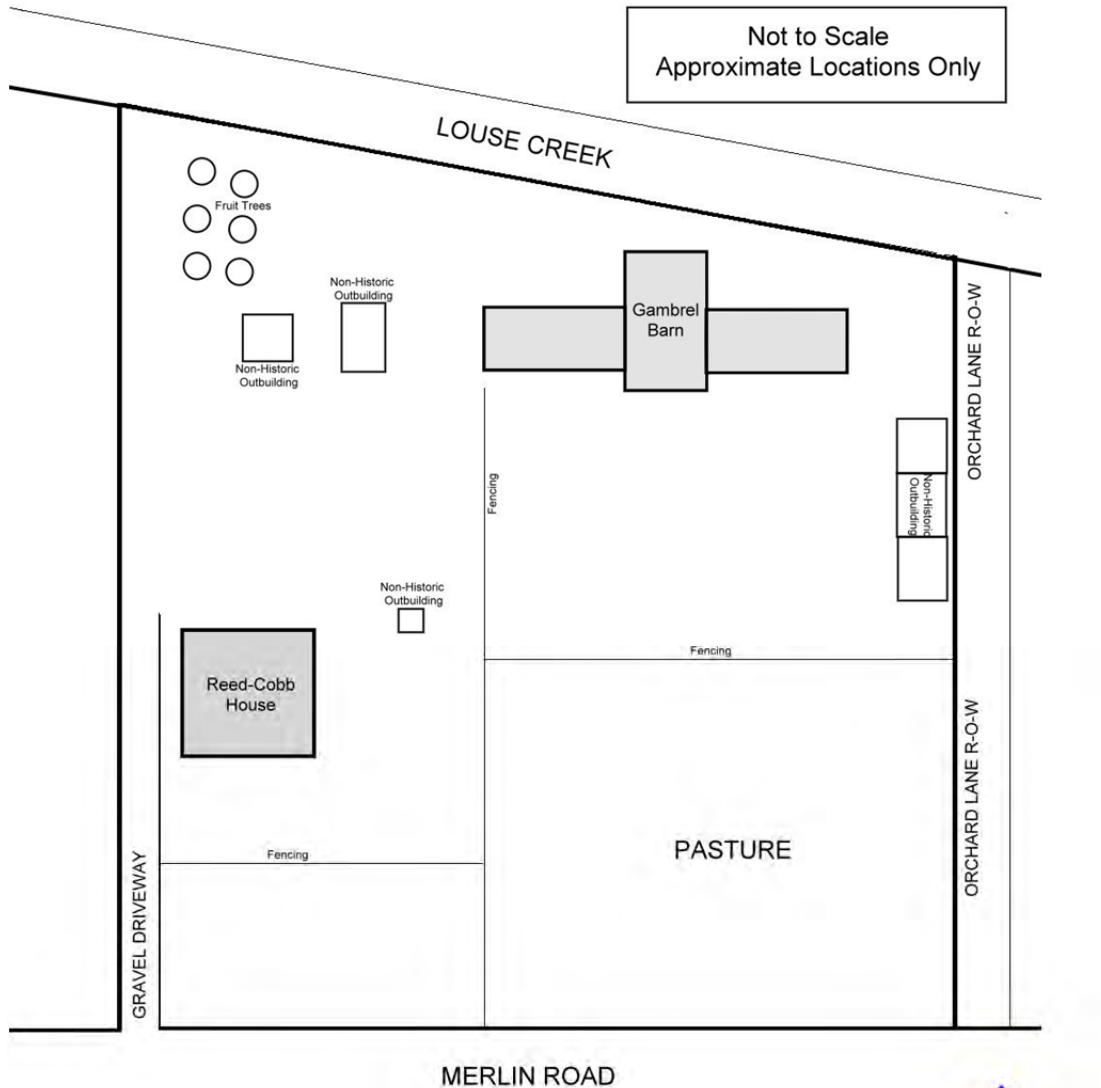 Not to Scale
Approximate Locations Only
LOUSE CREEK
Fruit Trees
Non-Historic
Outbuilding
Non-Historic
Outbuilding
Gambrel
Barn
ORCHARD LANE R-O-W
Fencing
Non-Historic
Outbuilding
Non-Historic
Outbuilding
Fencing
Reed-Cobb
House
ORCHARD LANE R-O-W
PASTURE
Fencing
GRAVEL DRIVEWAY
MERLIN ROAD